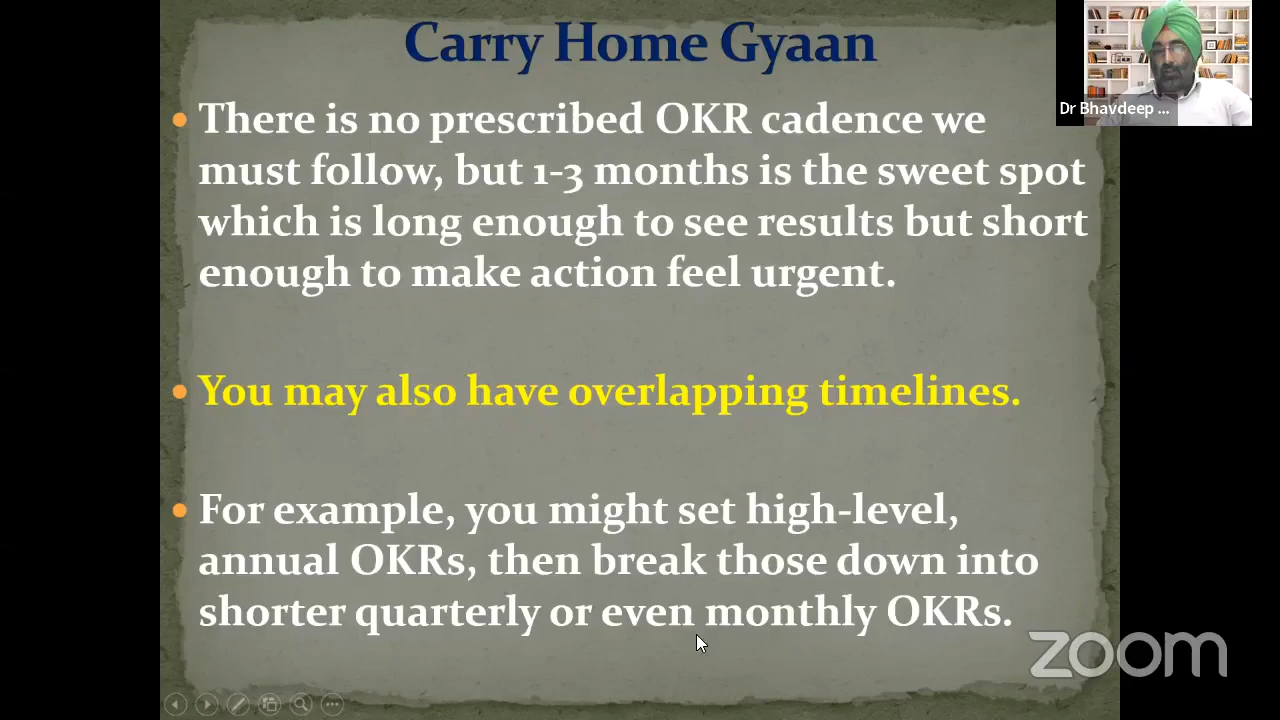 Carry Home Gyaan
Dr Bhavdeep ...
• There is no prescribed OKR cadence we
must follow, but 1-3 months is the sweet spot
which is long enough to see results but short
enough to make action feel urgent.
• You may also have overlapping timelines.
• For example, you might set high-level,
annual OKRs, then break those down into
shorter quarterly or even monthly OKRs.
zoom